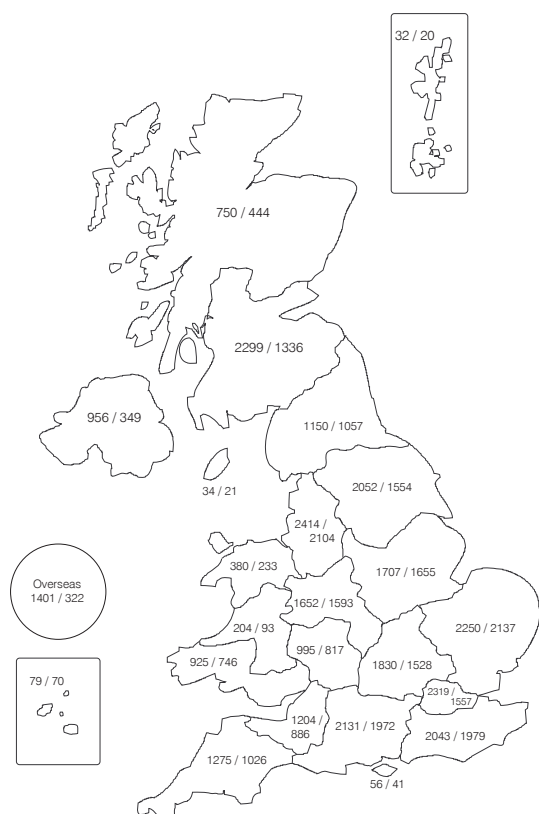 32 / 20
750 / 444
2299 / 1336
956 / 349
1150 / 1057
34 / 21
2052 / 1554
2414 /
2104
380 / 233
1707 / 1655
Overseas
1401 / 322
1652 / 1593
204 / 93
995 / 817
2250 / 2137
925 / 746
1830 / 1528
79 / 70
2319 /
1557
1204 /
886
2131 / 1972
2043 / 1979
1275 / 1026
56 / 41